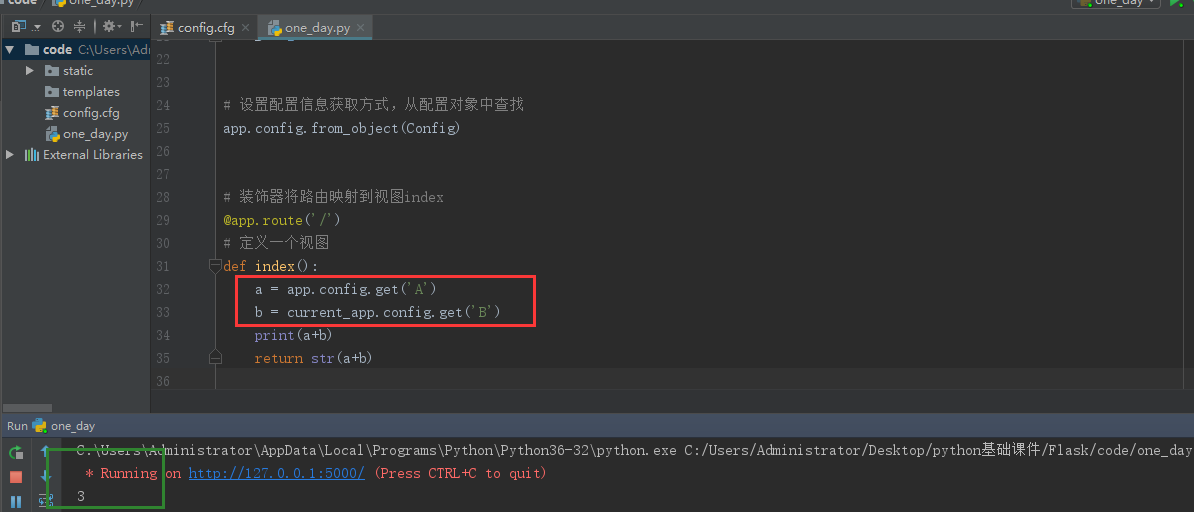 code one_day.py one_day
config.cfg one_day.py
code C:\Users\Adm
static
templates
config.cfg
one_day.py
External Libraries
22
23
24 # 设置配置信息获取方式，从配置对象中查找
25 app.config.from_object(Config)
26
27
28 # 装饰器将路由映射到视图index
29 @app.route('/')
30 # 定义一个视图
31 def index():
32 a = app.config.get('A')
33 b = current_app.config.get('B')
34 print(a+b)
35 return str(a+b)
36
Run one_day
C:\Users\Administrator\AppData\Local\Programs\Python\Python36-32\python.exe C:/Users/Administrator/Desktop/python基础课件/Flask/code/one_day
* Running on http://127.0.0.1:5000/ (Press CTRL+C to quit)
3